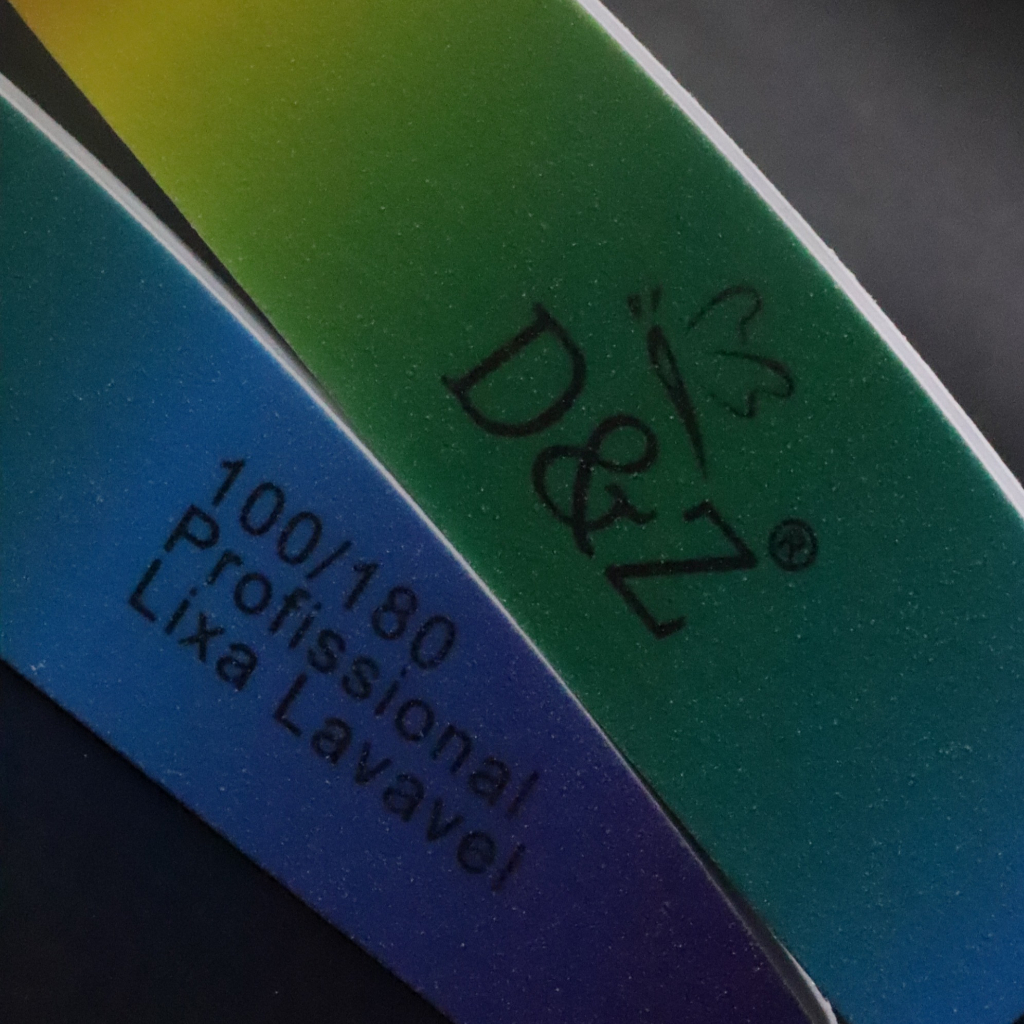 D&Z®
100/180
Profissional
Lixa Lavavel